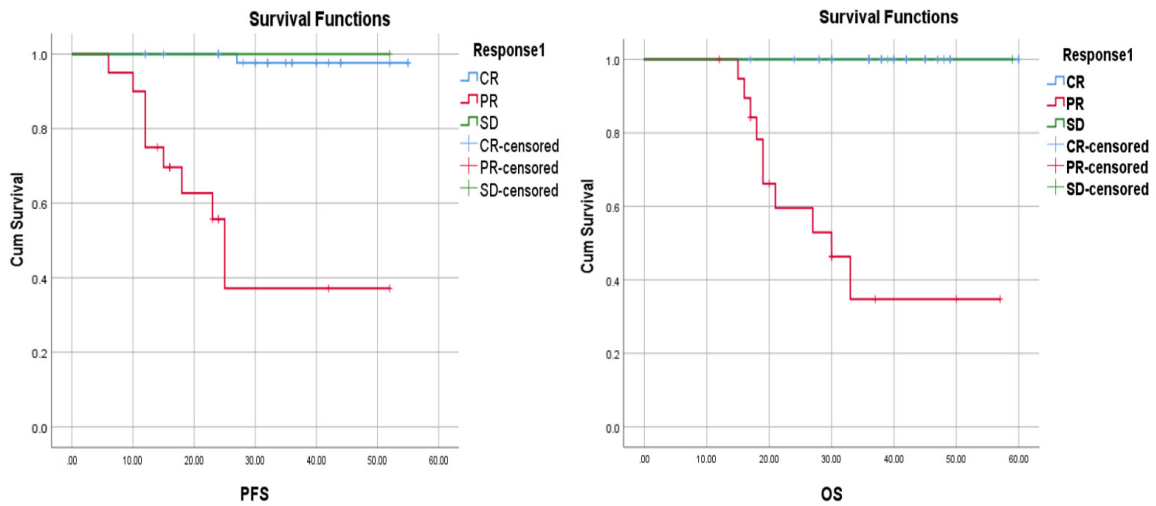 Survival Functions
Cum Survival
1.0
0.8
0.6
0.4
0.2
0.0
.00 10.00 20.00 30.00 40.00 50.00 60.00
PFS
Response1
CR
PR
SD
CR-censored
PR-censored
SD-censored
Survival Functions
Cum Survival
1.0
0.8
0.6
0.4
0.2
0.0
.00 10.00 20.00 30.00 40.00 50.00 60.00
OS
Response1
CR
PR
SD
CR-censored
PR-censored
SD-censored